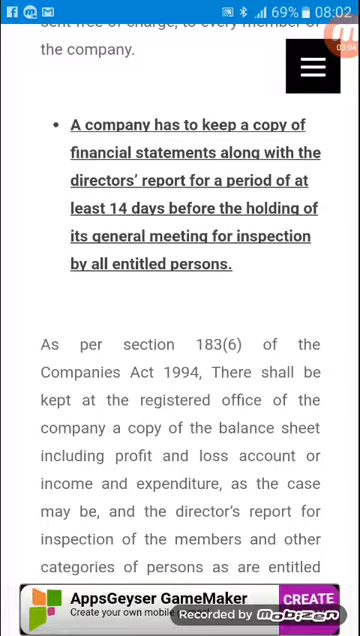 69% 08:02
sent free of charge, to every member of
the company.
03:04
• A company has to keep a copy of
financial statements along with the
directors' report for a period of at
least 14 days before the holding of
its general meeting for inspection
by all entitled persons.
As per section 183(6) of the
Companies Act 1994, There shall be
kept at the registered office of the
company a copy of the balance sheet
including profit and loss account or
income and expenditure, as the case
may be, and the director's report for
inspection of the members and other
categories of persons as are entitled
AppsGeyser GameMaker
Create your own mobile
CREATE
Recorded by mobizen